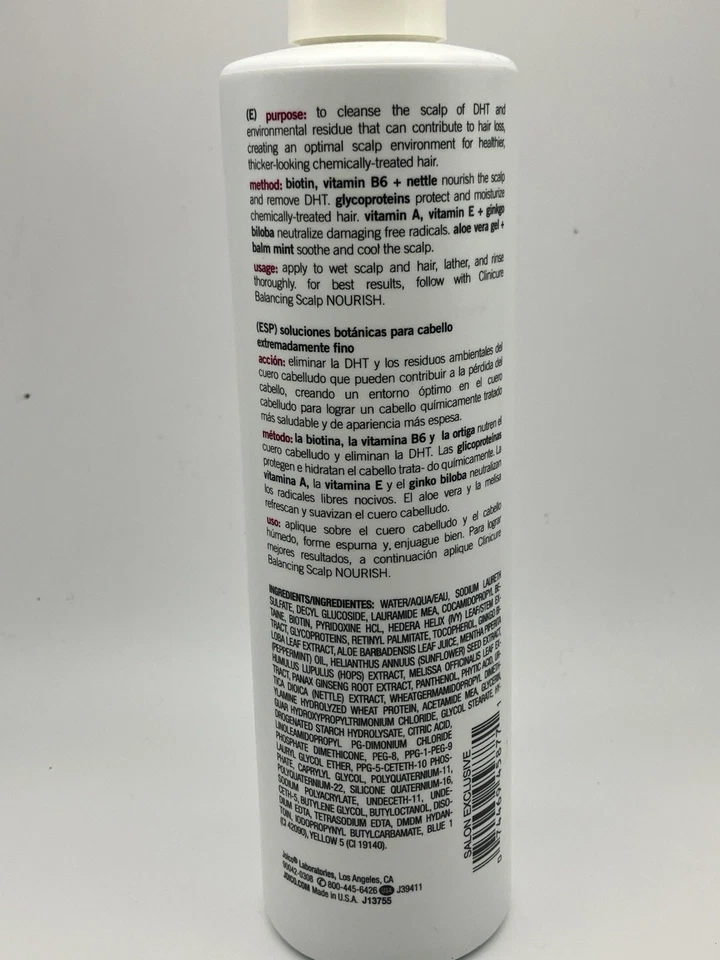 (E) purpose: to cleanse the scalp of DHT and
environmental residue that can contribute to hair loss,
creating an optimal scalp environment for healthier,
thicker-looking chemically-treated hair.
method: biotin, vitamin B6 + nettle nourish the scalp
and remove DHT. glycoproteins protect and moisturize
chemically-treated hair. vitamin A, vitamin E + ginkgo
biloba neutralize damaging free radicals. aloe vera gel +
balm mint soothe and cool the scalp.
usage: apply to wet scalp and hair, lather, and rinse
thoroughly. for best results, follow with Clinicure
Balancing Scalp NOURISH.
(ESP) soluciones botánicas para cabello
extremadamente fino
acción: eliminar la DHT y los residuos ambientales del
cuero cabelludo que pueden contribuir a la pérdida del
cabello, creando un entorno óptimo en el cuero
cabelludo para lograr un cabello químicamente tratado
más saludable y de apariencia más espesa.
método: la biotina, la vitamina B6 y la ortiga nutren el
cuero cabelludo y eliminan la DHT. Las glicoproteínas
protegen e hidratan el cabello trata- do químicamente. La
vitamina A, la vitamina E y el ginko biloba neutralizan
los radicales libres nocivos. El aloe vera y la melisa
refrescan y suavizan el cuero cabelludo.
uso: aplique sobre el cuero cabelludo y el cabello
húmedo, forme espuma y, enjuague bien. Para lograr
mejores resultados, a continuación aplique Clinicure
Balancing Scalp NOURISH.
INGREDIENTS/INGREDIENTES: WATER/AQUA/EAU, SODIUM LAURETH
SULFATE, DECYL GLUCOSIDE, LAURAMIDE MEA, COCAMIDOPROPYL BE-
TAINE, BIOTIN, PYRIDOXINE HCL, HEDERA HELIX (IVY) LEAF/STEM EX-
TRACT, GLYCOPROTEINS, RETINYL PALMITATE, TOCOPHEROL, GINKGO BI-
LOBA LEAF EXTRACT, ALOE BARBADENSIS LEAF JUICE, MENTHA PIPERITA
(PEPPERMINT) OIL, HELIANTHUS ANNUUS (SUNFLOWER) SEED EXTRACT,
HUMULUS LUPULUS (HOPS) EXTRACT, MELISSA OFFICINALIS LEAF EX-
TRACT, PANAX GINSENG ROOT EXTRACT, PANTHENOL, PHYTIC ACID, UR-
TICA DIOICA (NETTLE) EXTRACT, WHEATGERMAMIDOPROPYL DIMETH-
YLAMINE HYDROLYZED WHEAT PROTEIN, ACETAMIDE MEA, GLYCERIN,
GUAR HYDROXYPROPYLTRIMONIUM CHLORIDE, GLYCOL STEARATE, HY-
DROGENATED STARCH HYDROLYSATE, CITRIC ACID,
LINOLEAMIDOPROPYL PG-DIMONIUM CHLORIDE
PHOSPHATE DIMETHICONE, PEG-8, PPG-1-PEG-9
LAURYL GLYCOL ETHER, PPG-5-CETETH-10 PHOS-
PHATE, CAPRYLYL GLYCOL, POLYQUATERNIUM-11,
POLYQUATERNIUM-22, SILICONE QUATERNIUM-16,
SODIUM POLYACRYLATE, UNDECETH-11, UNDE-
CETH-5, BUTYLENE GLYCOL, BUTYLOCTANOL, DISO-
DIUM EDTA, TETRASODIUM EDTA, DMDM HYDAN-
TOIN, IODOPROPYNYL BUTYLCARBAMATE, BLUE 1
(CI 42090), YELLOW 5 (CI 19140).
SALON EXCLUSIVE
Joico® Laboratories, Los Angeles, CA
90042-0308 800-445-6426 J39411
JOICO.COM Made in U.S.A. J13755